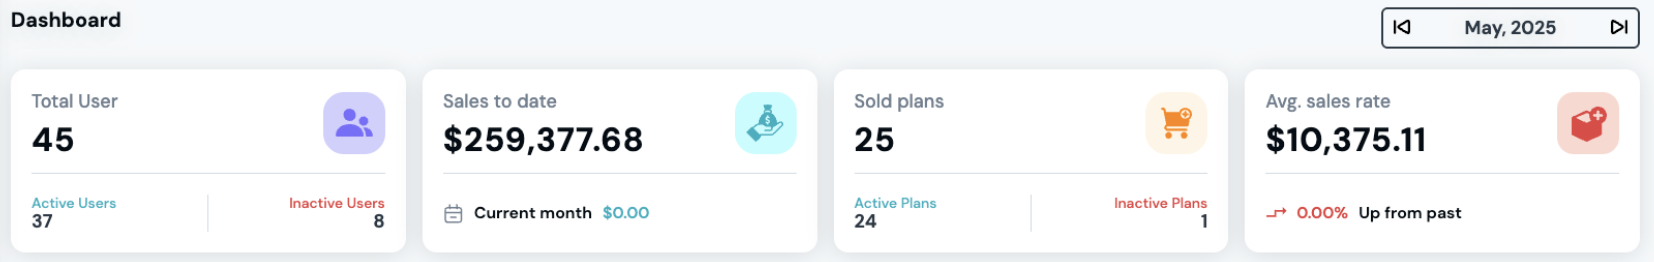 Dashboard
May, 2025
Total User
45
Active Users
37
Inactive Users
8
Sales to date
$259,377.68
Current month $0.00
Sold plans
25
Active Plans
24
Inactive Plans
1
Avg. sales rate
$10,375.11
0.00% Up from past